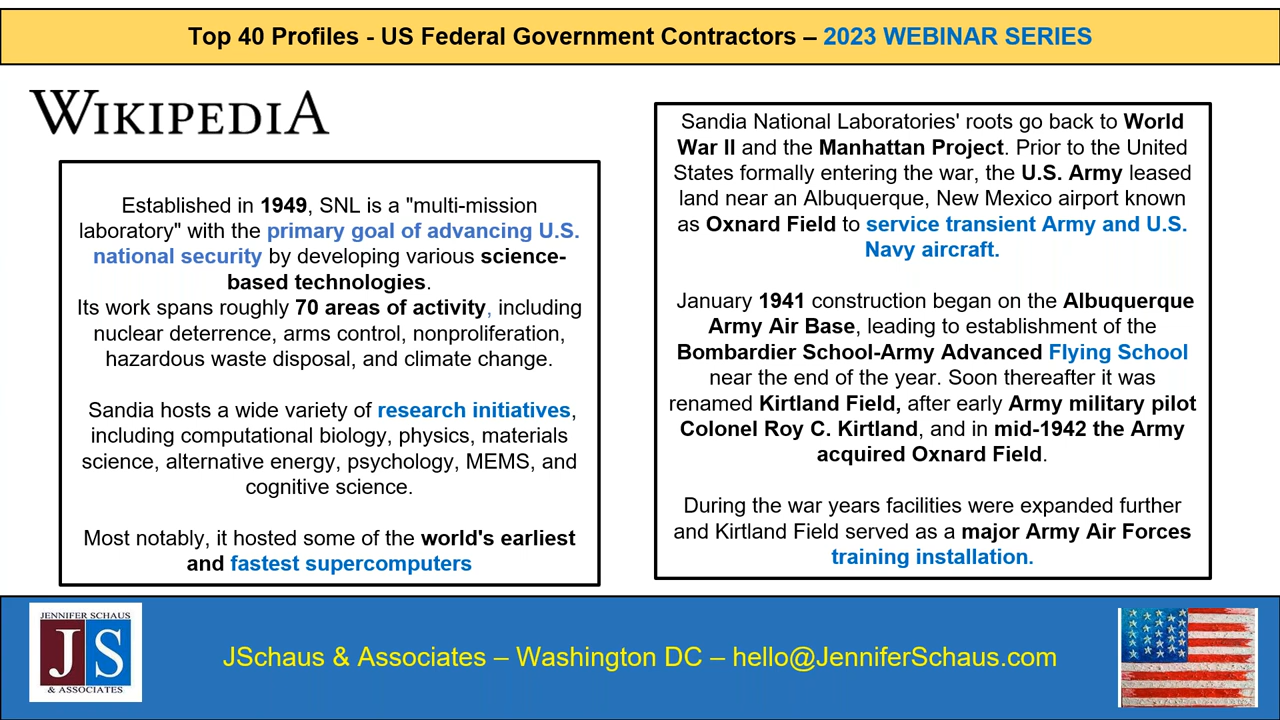 Top 40 Profiles - US Federal Government Contractors – 2023 WEBINAR SERIES
WIKIPEDIA
Established in 1949, SNL is a "multi-mission
laboratory" with the primary goal of advancing U.S.
national security by developing various science-
based technologies.
Its work spans roughly 70 areas of activity, including
nuclear deterrence, arms control, nonproliferation,
hazardous waste disposal, and climate change.
Sandia hosts a wide variety of research initiatives,
including computational biology, physics, materials
science, alternative energy, psychology, MEMS, and
cognitive science.
Most notably, it hosted some of the world's earliest
and fastest supercomputers
Sandia National Laboratories' roots go back to World
War II and the Manhattan Project. Prior to the United
States formally entering the war, the U.S. Army leased
land near an Albuquerque, New Mexico airport known
as Oxnard Field to service transient Army and U.S.
Navy aircraft.
January 1941 construction began on the Albuquerque
Army Air Base, leading to establishment of the
Bombardier School-Army Advanced Flying School
near the end of the year. Soon thereafter it was
renamed Kirtland Field, after early Army military pilot
Colonel Roy C. Kirtland, and in mid-1942 the Army
acquired Oxnard Field.
During the war years facilities were expanded further
and Kirtland Field served as a major Army Air Forces
training installation.
JENNIFER SCHAUS
JS
& ASSOCIATES
JSchaus & Associates – Washington DC – hello@JenniferSchaus.com